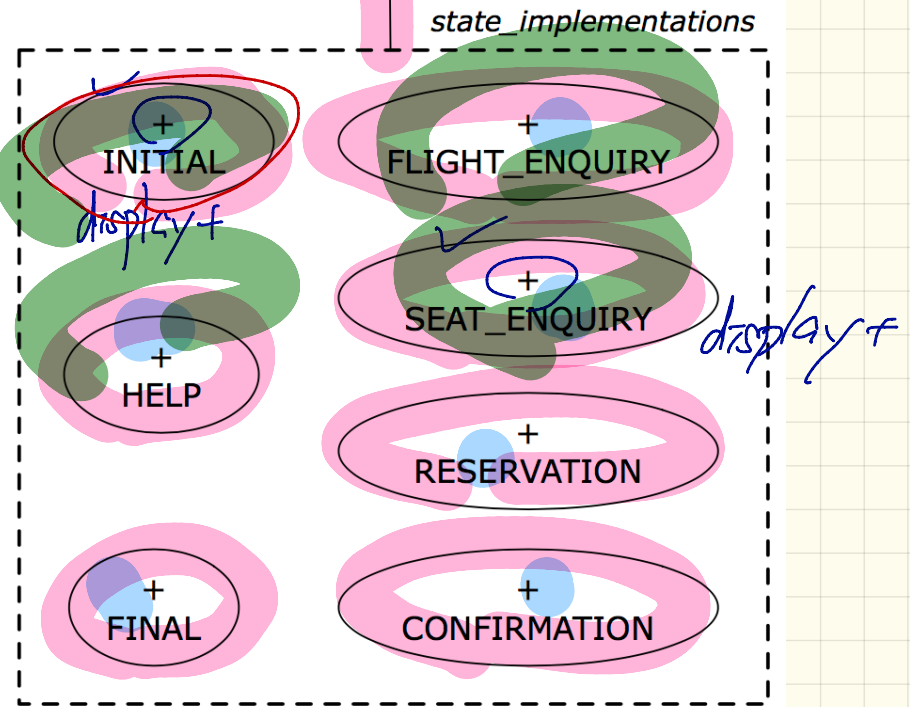 state_implementations
+
INITIAL
display+
+
FLIGHT_ENQUIRY
+
SEAT_ENQUIRY
display+
+
HELP
+
RESERVATION
+
FINAL
+
CONFIRMATION